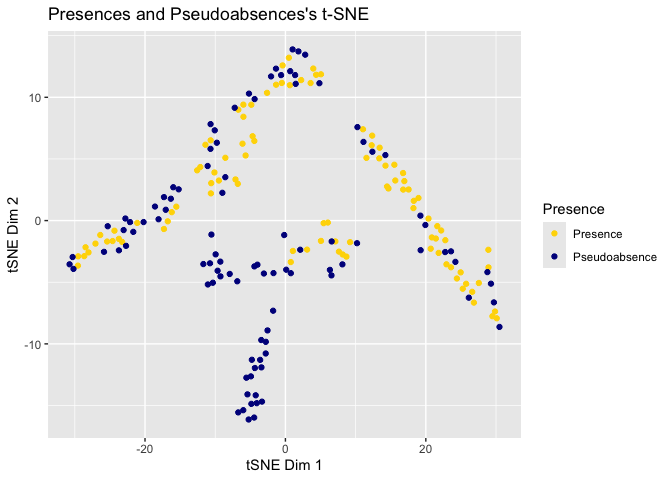 Presences and Pseudoabsences's t-SNE
10
0
-10
tSNE Dim 2
-20
0
20
tSNE Dim 1
Presence
Presence
Pseudoabsence